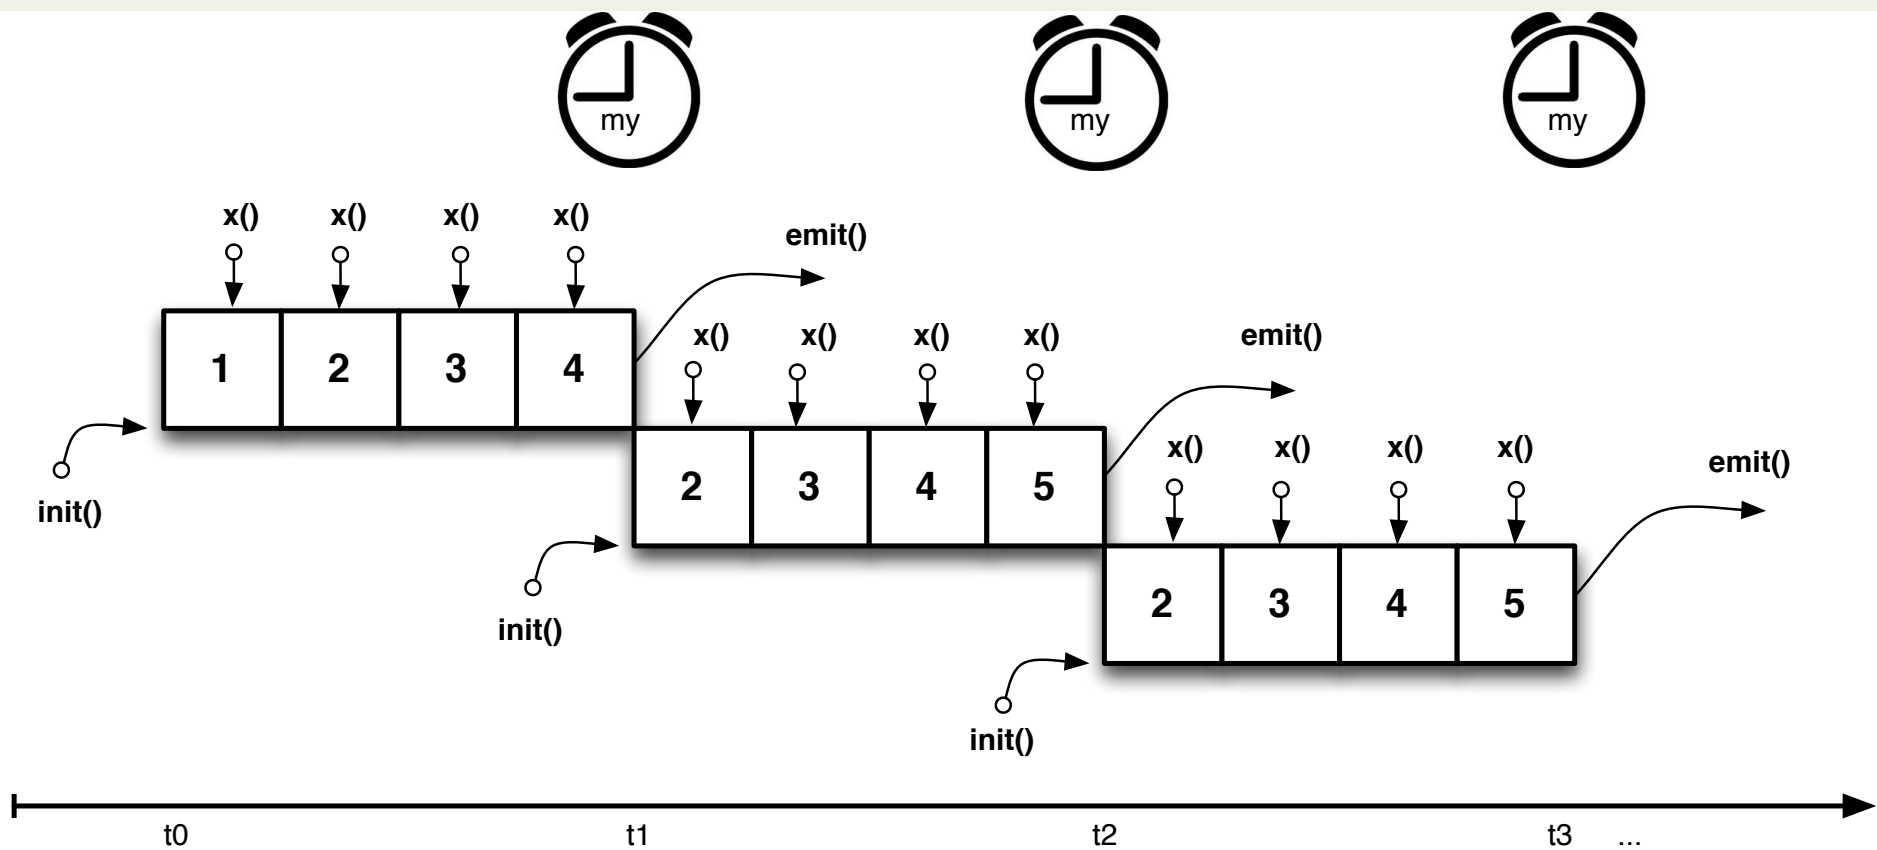 my my my
x() x() x() x()
emit()
1 2 3 4
x() x() x() x()
emit()
init()
2 3 4 5
x() x() x() x()
emit()
init()
2 3 4 5
init()
t0 t1 t2 t3 ...